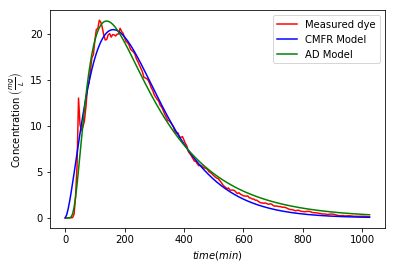 Measured dye
CMFR Model
AD Model
Concentration (mg/L)
20
15
10
5
0
0
200
400
600
800
1000
time(min)